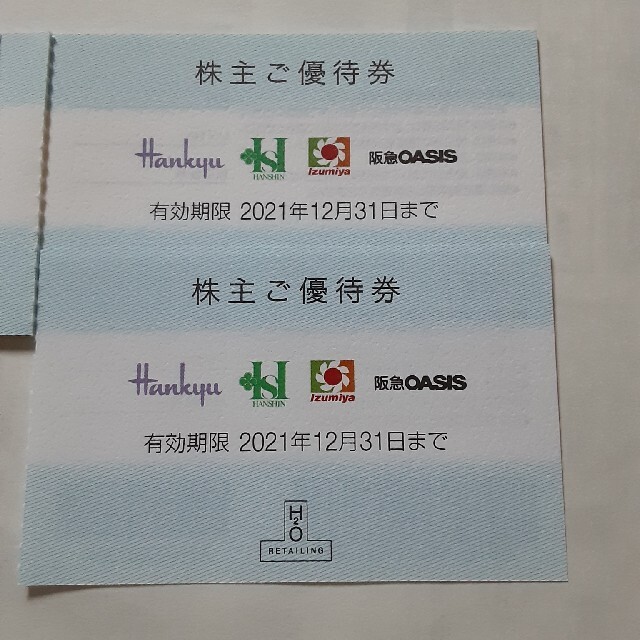 株主ご優待券
Hankyu HANSHIN Izumiya 阪急OASIS
有効期限 2021年12月31日まで
株主ご優待券
Hankyu HANSHIN Izumiya 阪急OASIS
有効期限 2021年12月31日まで
H2O
RETAILING